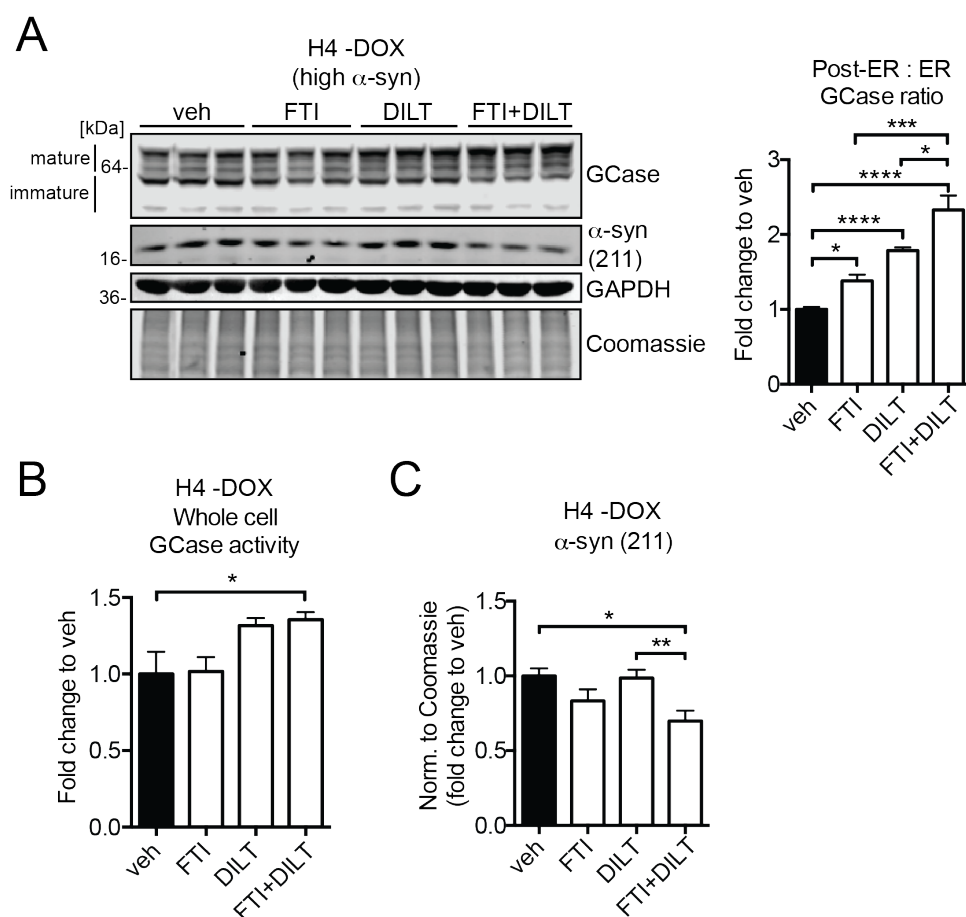 A
H4 -DOX
(high α-syn)
veh FTI DILT FTI+DILT
[kDa]
mature
64-
immature
GCase
16-
α-syn
(211)
36-
GAPDH
Coomassie
Post-ER : ER
GCase ratio
***
*
****
****
*
Fold change to veh
3
2
1
0
veh
FTI
DILT
FTI+DILT
B
H4 -DOX
Whole cell
GCase activity
*
Fold change to veh
1.5
1.0
0.5
0.0
veh
FTI
DILT
FTI+DILT
C
H4 -DOX
α-syn (211)
*
**
Norm. to Coomassie
(fold change to veh)
1.5
1.0
0.5
0.0
veh
FTI
DILT
FTI+DILT